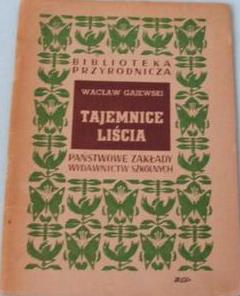 BIBLIOTEKA
PRZYRODNICZA
WACŁAW GAJEWSKI
TAJEMNICE
LIŚCIA
PAŃSTWOWE ZAKŁADY
WYDAWNICTW SZKOLNYCH